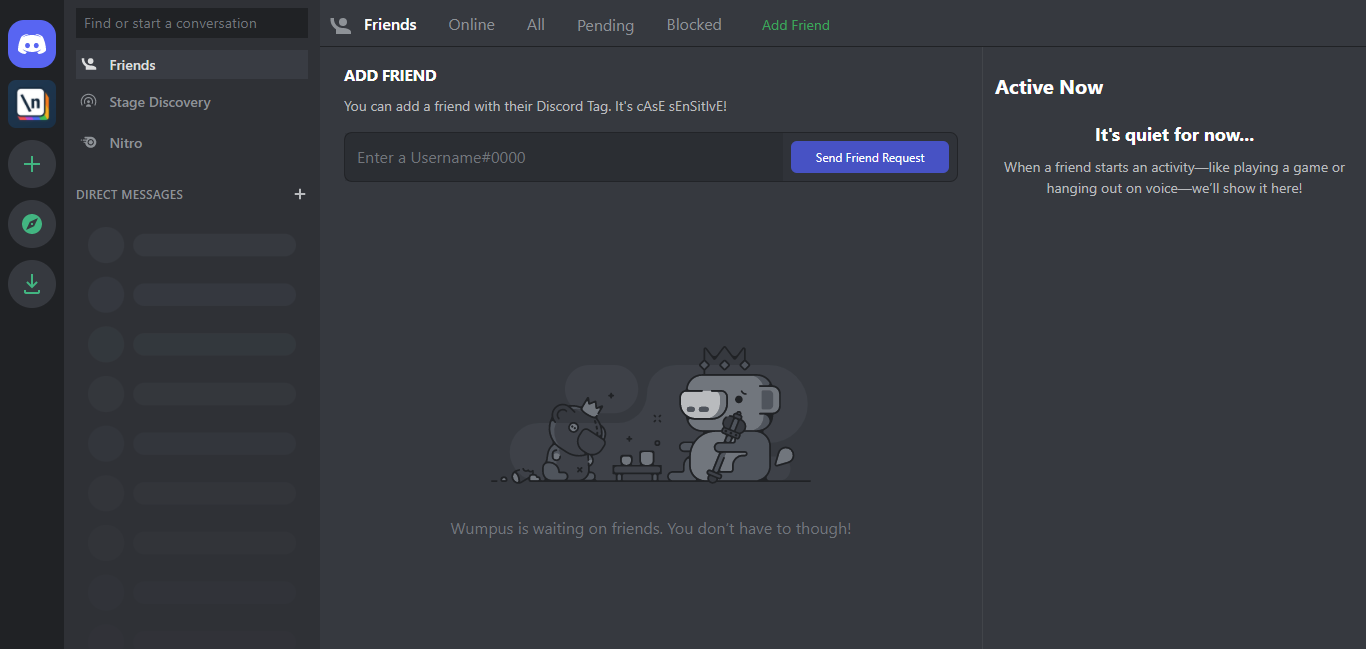 Find or start a conversation
Friends
Stage Discovery
Nitro
DIRECT MESSAGES
\n
Friends
Online
All
Pending
Blocked
Add Friend
ADD FRIEND
You can add a friend with their Discord Tag. It's cAsE sEnSitIvE!
Enter a Username#0000
Send Friend Request
Wumpus is waiting on friends. You don’t have to though!
Active Now
It's quiet for now...
When a friend starts an activity—like playing a game or
hanging out on voice—we’ll show it here!